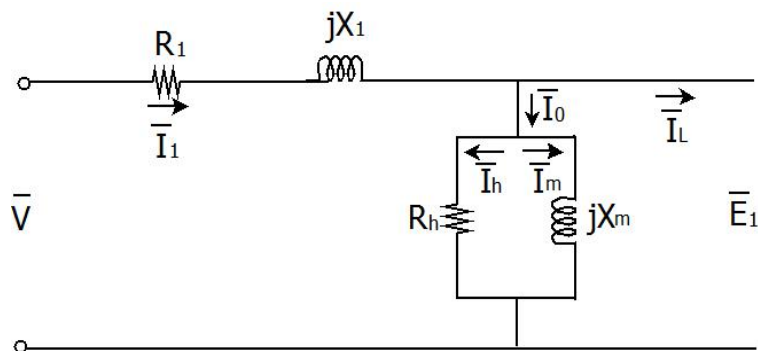 jX₁
R₁
I̅₁
I̅₀
I̅L
I̅h
I̅m
V̅
Rh
jXm
E̅₁